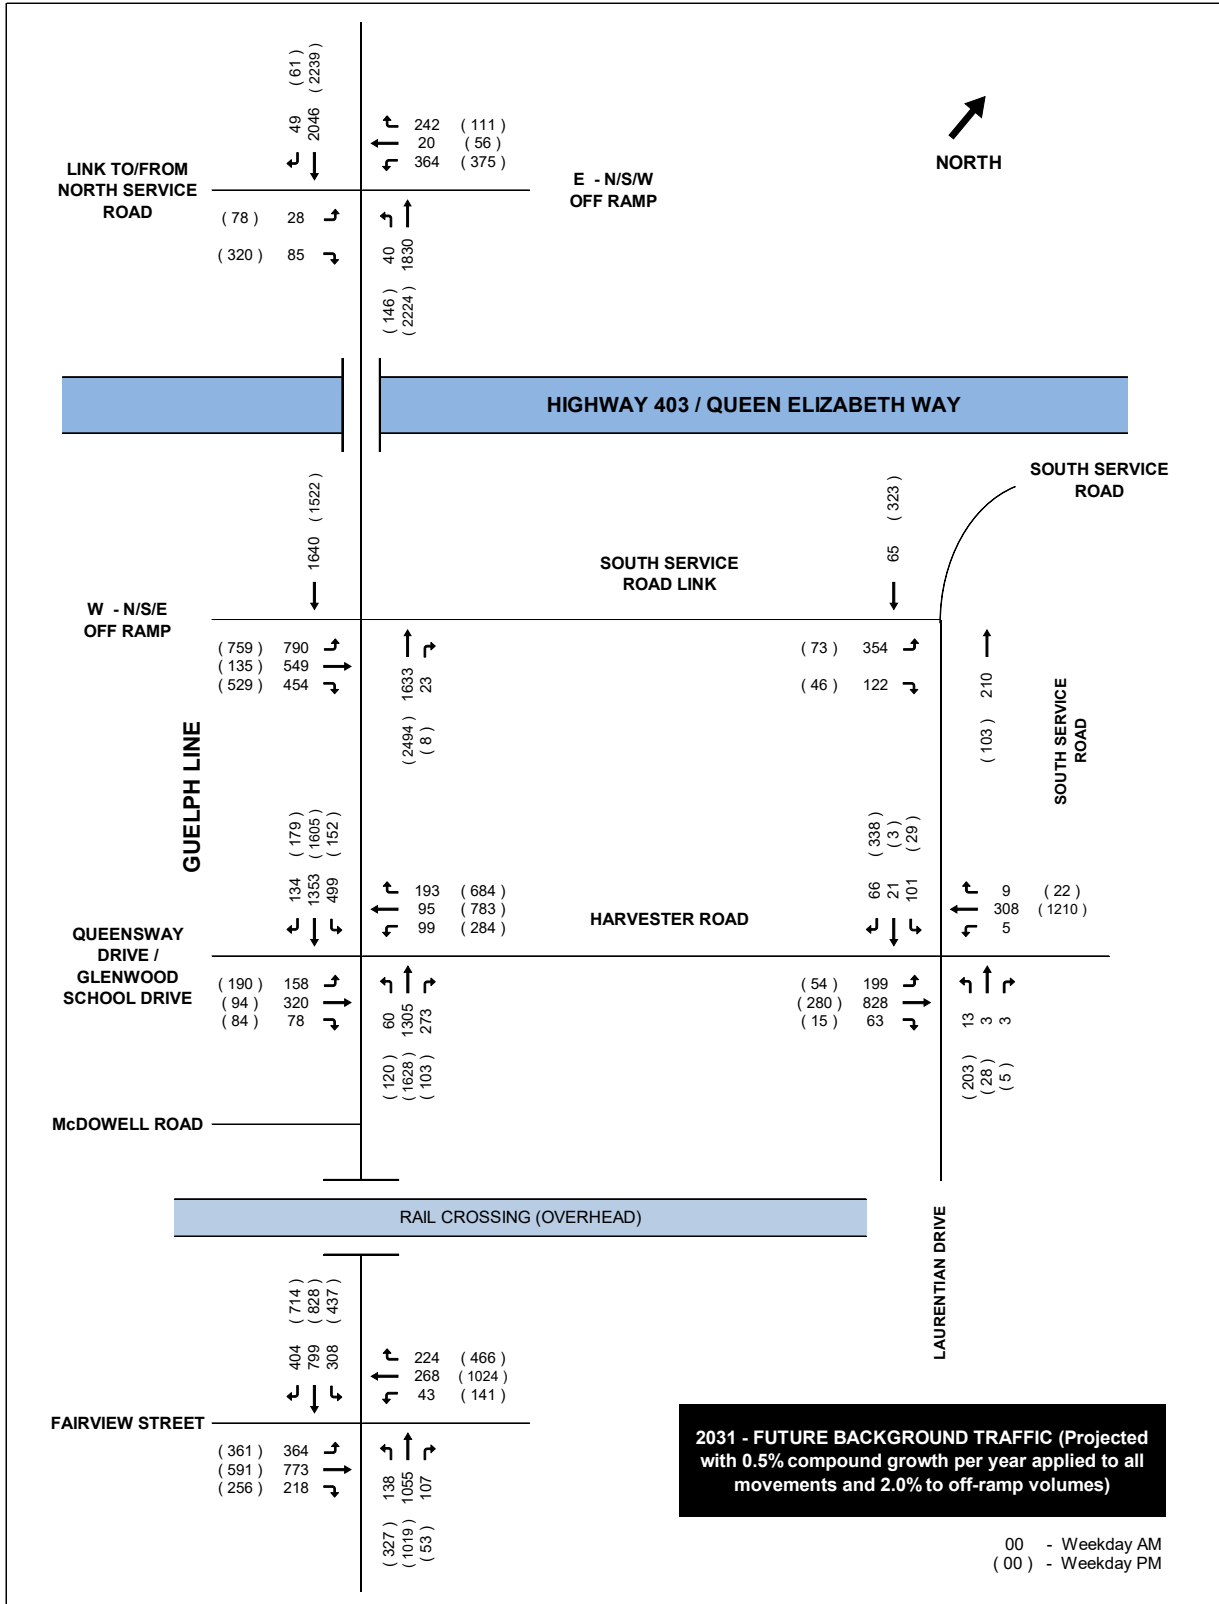 ( 61 )
( 2239 )
49
2046
242 ( 111 )
20 ( 56 )
364 ( 375 )
NORTH
LINK TO/FROM
NORTH SERVICE
ROAD
E - N/S/W
OFF RAMP
( 78 ) 28
( 320 ) 85
40
1830
( 146 )
( 2224 )
HIGHWAY 403 / QUEEN ELIZABETH WAY
SOUTH SERVICE
ROAD
1640 ( 1522 )
65 ( 323 )
SOUTH SERVICE
ROAD LINK
W - N/S/E
OFF RAMP
( 759 ) 790
( 135 ) 549
( 529 ) 454
1633
23
( 2494 )
( 8 )
( 73 ) 354
( 46 ) 122
210
( 103 )
SOUTH SERVICE
ROAD
GUELPH LINE
( 179 )
( 1605 )
( 152 )
134
1353
499
193 ( 684 )
95 ( 783 )
99 ( 284 )
HARVESTER ROAD
( 338 )
( 3 )
( 29 )
66
21
101
9 ( 22 )
308 ( 1210 )
5
QUEENSWAY
DRIVE /
GLENWOOD
SCHOOL DRIVE
( 190 ) 158
( 94 ) 320
( 84 ) 78
60
1305
273
( 120 )
( 1628 )
( 103 )
( 54 ) 199
( 280 ) 828
( 15 ) 63
13
3
3
( 203 )
( 28 )
( 5 )
McDOWELL ROAD
RAIL CROSSING (OVERHEAD)
LAURENTIAN DRIVE
( 714 )
( 828 )
( 437 )
404
799
308
224 ( 466 )
268 ( 1024 )
43 ( 141 )
FAIRVIEW STREET
( 361 ) 364
( 591 ) 773
( 256 ) 218
138
1055
107
( 327 )
( 1019 )
( 53 )
2031 - FUTURE BACKGROUND TRAFFIC (Projected
with 0.5% compound growth per year applied to all
movements and 2.0% to off-ramp volumes)
00 - Weekday AM
( 00 ) - Weekday PM